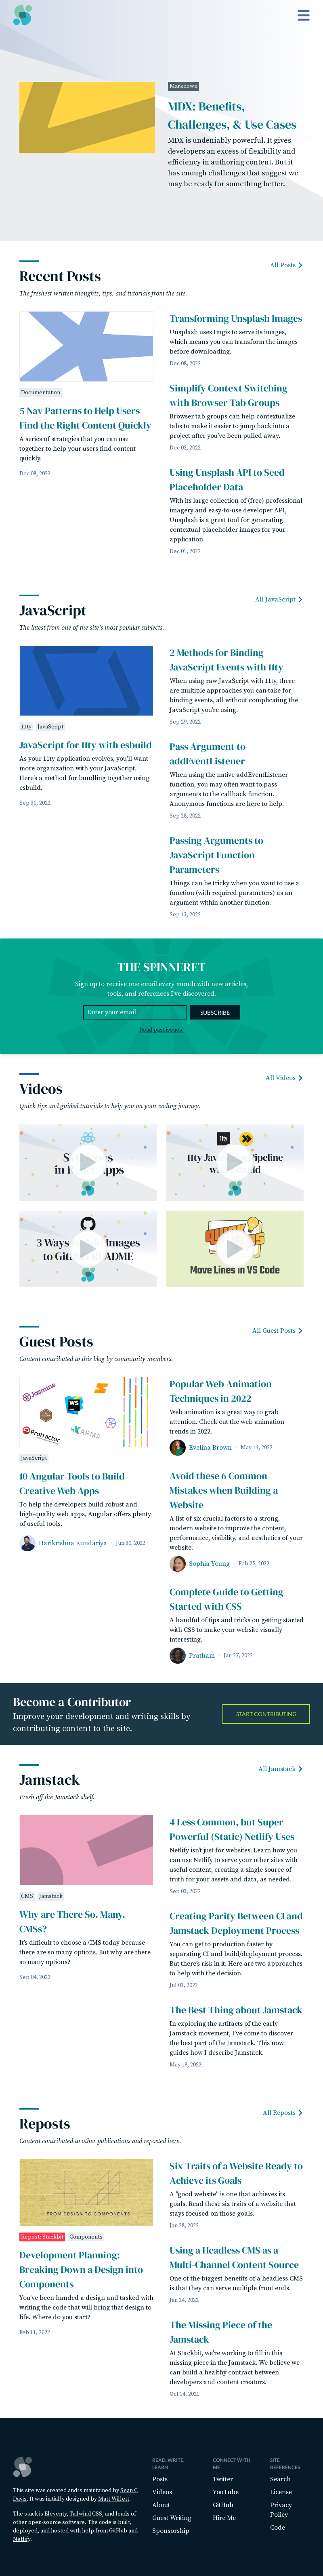 Markdown
MDX: Benefits,
Challenges, & Use Cases
MDX is undeniably powerful. It gives
developers an excess of flexibility and
efficiency in authoring content. But it
has enough challenges that suggest we
may be ready for something better.
All Posts
Recent Posts
The freshest written thoughts, tips, and tutorials from the site.
Documentation
5 Nav Patterns to Help Users
Find the Right Content Quickly
A series of strategies that you can use
together to help your users find content
quickly.
Dec 08, 2022
Transforming Unsplash Images
Unsplash uses Imgix to serve its images,
which means you can transform the images
before downloading.
Dec 08, 2022
Simplify Context Switching
with Browser Tab Groups
Browser tab groups can help contextualize
tabs to make it easier to jump back into a
project after you've been pulled away.
Dec 02, 2022
Using Unsplash API to Seed
Placeholder Data
With its large collection of (free) professional
imagery and easy-to-use developer API,
Unsplash is a great tool for generating
contextual placeholder images for your
application.
Dec 01, 2022
All JavaScript
JavaScript
The latest from one of the site's most popular subjects.
11ty
JavaScript
JavaScript for 11ty with esbuild
As your 11ty application evolves, you'll want
more organization with your JavaScript.
Here's a method for bundling together using
esbuild.
Sep 30, 2022
2 Methods for Binding
JavaScript Events with 11ty
When using raw JavaScript with 11ty, there
are multiple approaches you can take for
binding events, all without complicating the
JavaScript you're using.
Sep 29, 2022
Pass Argument to
addEventListener
When using the native addEventListener
function, you may often want to pass
arguments to the callback function.
Anonymous functions are here to help.
Sep 28, 2022
Passing Arguments to
JavaScript Function
Parameters
Things can be tricky when you want to use a
function (with required parameters) as an
argument within another function.
Sep 13, 2022
THE SPINNERET
Sign up to receive one email every month with new articles,
tools, and references I've discovered.
Enter your email
SUBSCRIBE
Read past issues.
All Videos
Videos
Quick tips and guided tutorials to help you on your coding journey.
3 Ways
Images
to Git
ADME
Move Lines in VS Code
All Guest Posts
Guest Posts
Content contributed to this blog by community members.
Jasmine
Protractor
KARMA
JavaScript
10 Angular Tools to Build
Creative Web Apps
To help the developers build robust and
high-quality web apps, Angular offers plenty
of useful tools.
Harikrishna Kundariya
Jun 30, 2022
Popular Web Animation
Techniques in 2022
Web animation is a great way to grab
attention. Check out the web animation
trends in 2022.
Evelina Brown
May 14, 2022
Avoid these 6 Common
Mistakes when Building a
Website
A list of six crucial factors to a strong,
modern website to improve the content,
performance, visibility, and aesthetics of your
website.
Sophia Young
Feb 25, 2022
Complete Guide to Getting
Started with CSS
A handful of tips and tricks on getting started
with CSS to make your website visually
interesting.
Pratham
Jan 27, 2022
Become a Contributor
Improve your development and writing skills by
contributing content to the site.
START CONTRIBUTING
All Jamstack
Jamstack
Fresh off the Jamstack shelf.
CMS
Jamstack
Why are There So. Many.
CMSs?
It's difficult to choose a CMS today because
there are so many options. But why are there
so many options?
Sep 04, 2022
4 Less Common, but Super
Powerful (Static) Netlify Uses
Netlify isn't just for websites. Learn how you
can use Netlify to serve your other sites with
useful content, creating a single source of
truth for your assets and data, as needed.
Sep 03, 2022
Creating Parity Between CI and
Jamstack Deployment Process
You can get to production faster by
separating CI and build/deployment process.
But there's risk in it. Here are two approaches
to help with the decision.
Jul 01, 2022
The Best Thing about Jamstack
In exploring the artifacts of the early
Jamstack movement, I've come to discover
the best part of the Jamstack. This now
guides how I describe Jamstack.
May 18, 2022
All Reposts
Reposts
Content contributed to other publications and reposted here.
FROM DESIGN TO COMPONENTS
Repost: Stackbit
Components
Development Planning:
Breaking Down a Design into
Components
You've been handed a design and tasked with
writing the code that will bring that design to
life. Where do you start?
Feb 11, 2022
Six Traits of a Website Ready to
Achieve its Goals
A "good website" is one that achieves its
goals. Read these six traits of a website that
stays focused on those goals.
Jan 28, 2022
Using a Headless CMS as a
Multi-Channel Content Source
One of the biggest benefits of a headless CMS
is that they can serve multiple front ends.
Jan 24, 2022
The Missing Piece of the
Jamstack
At Stackbit, we're working to fill in this
missing piece in the Jamstack. We believe we
can build a healthy contract between
developers and content creators.
Oct 14, 2021
This site was created and is maintained by Sean C
Davis. It was initially designed by Matt Willett.
The stack is Eleventy, Tailwind CSS, and loads of
other open-source software. The code is built,
deployed, and hosted with help from GitHub and
Netlify.
READ, WRITE,
LEARN
Posts
Videos
About
Guest Writing
Sponsorship
CONNECT WITH
ME
Twitter
YouTube
GitHub
Hire Me
SITE
REFERENCES
Search
License
Privacy
Policy
Code